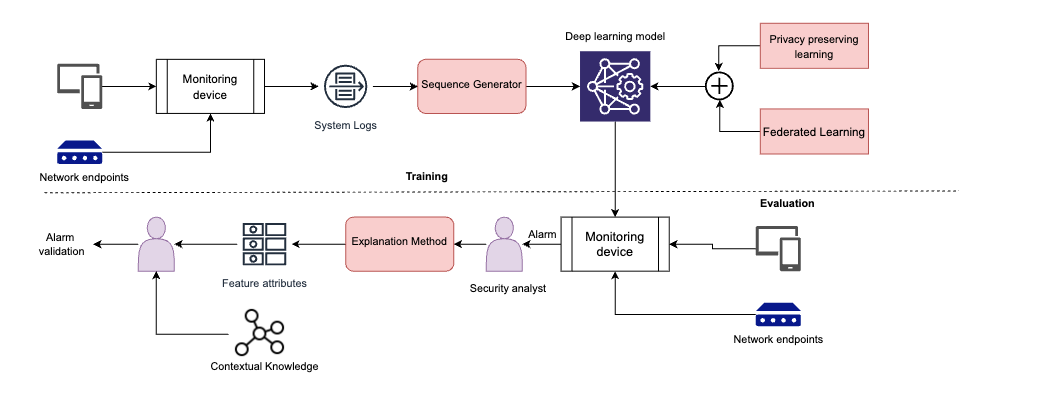 Deep learning model
Privacy preserving
learning
Monitoring
device
Sequence Generator
System Logs
Federated Learning
Network endpoints
Training
Evaluation
Alarm
validation
Explanation Method
Alarm
Monitoring
device
Feature attributes
Security analyst
Network endpoints
Contextual Knowledge